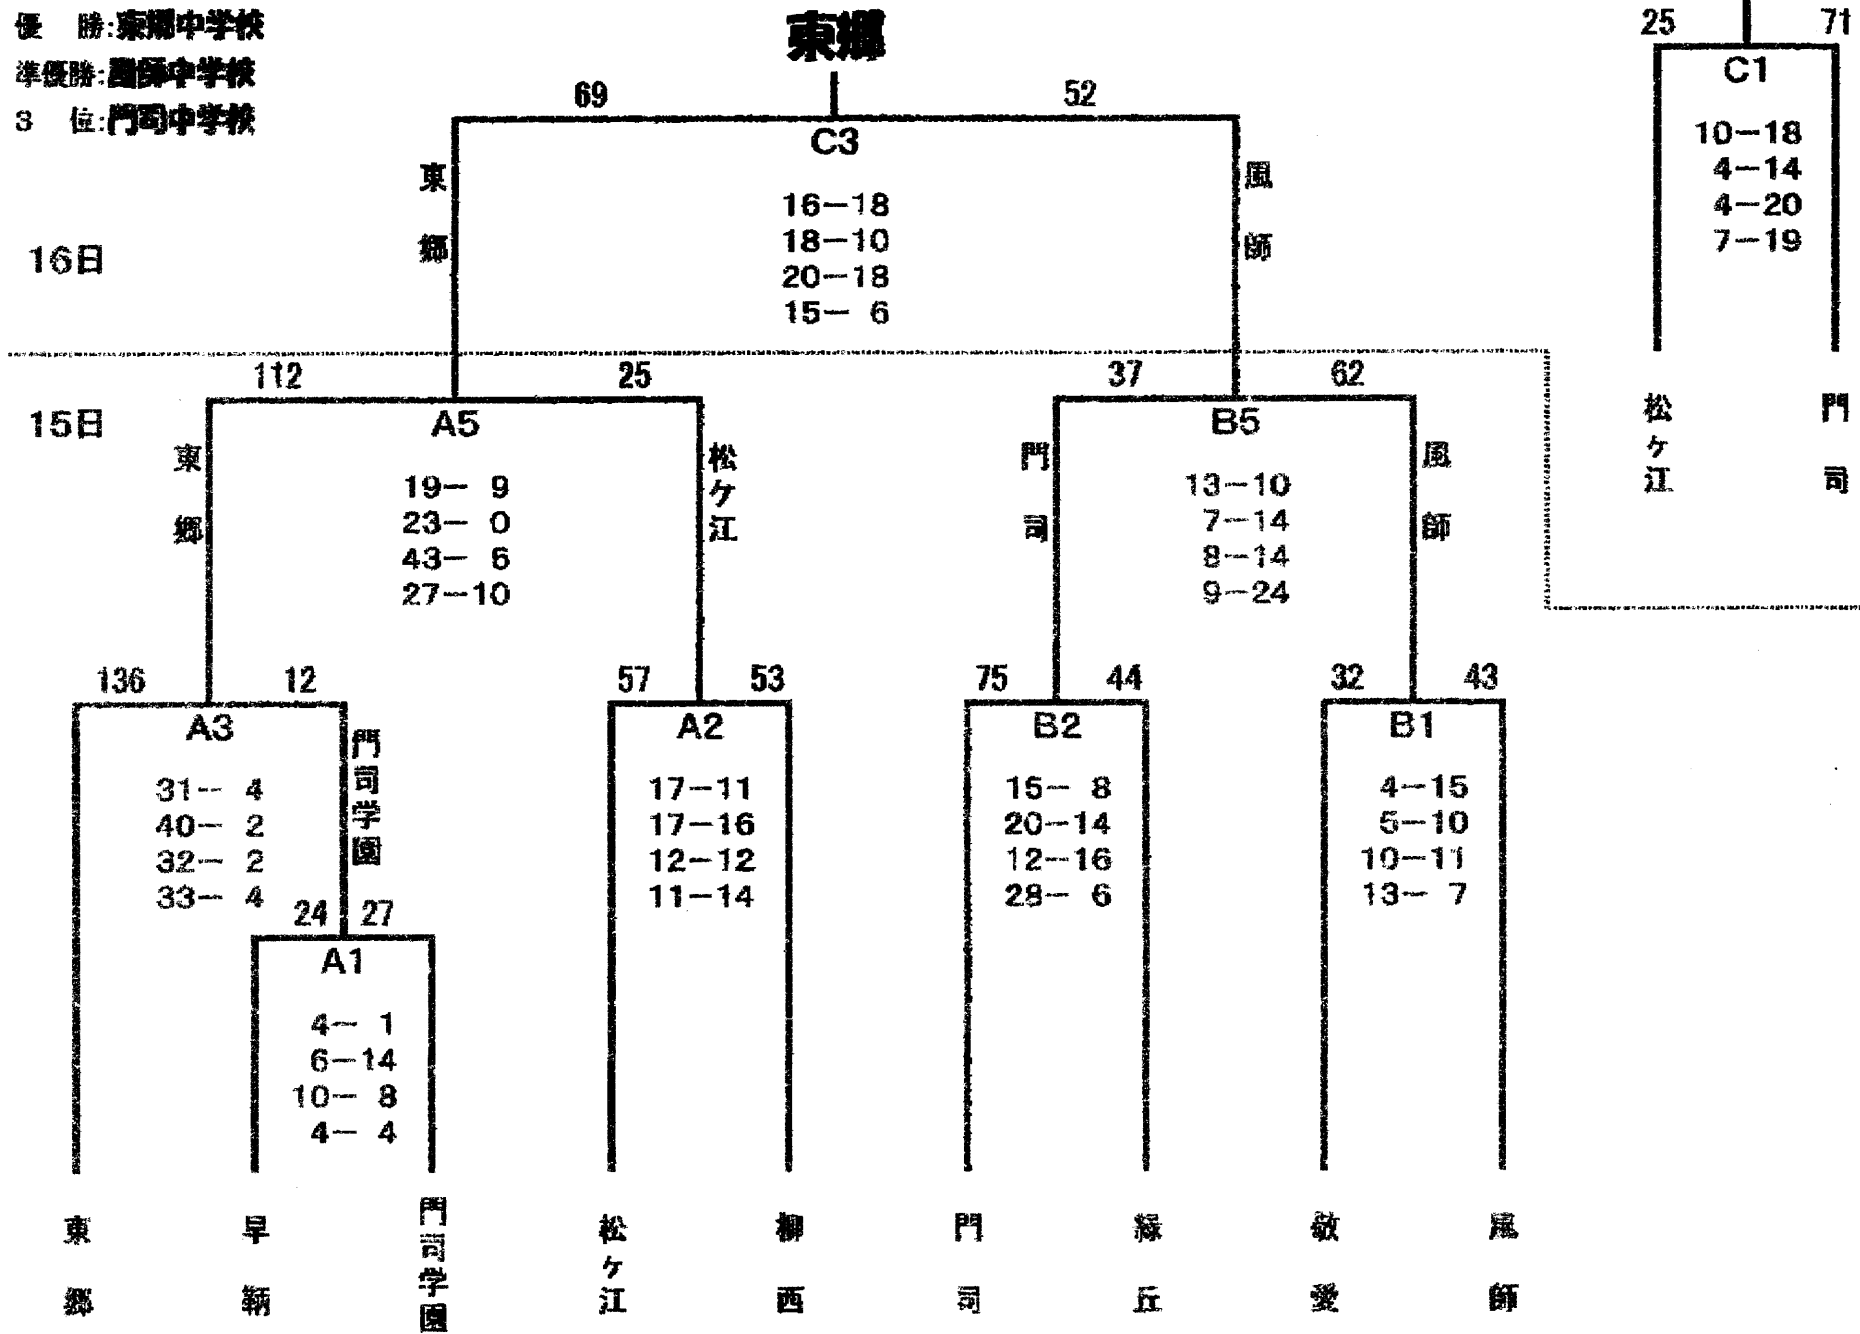 優 勝:東郷中学校
準優勝:風師中学校
3 位:門司中学校
東郷
69 52
C3
東郷
風師
16-18
18-10
20-18
15- 6
25 71
C1
10-18
4-14
4-20
7-19
松ヶ江
門司
16日
15日
112 25
A5
東郷
松ケ江
19- 9
23- 0
43- 6
27-10
37 62
B5
門司
風師
13-10
7-14
8-14
9-24
136 12
A3
門司学園
31- 4
40- 2
32- 2
33- 4
57 53
A2
17-11
17-16
12-12
11-14
75 44
B2
15- 8
20-14
12-16
28- 6
32 43
B1
4-15
5-10
10-11
13- 7
24 27
A1
4- 1
6-14
10- 8
4- 4
東郷
早鞆
門司学園
松ヶ江
柳西
門司
緑丘
敬愛
風師